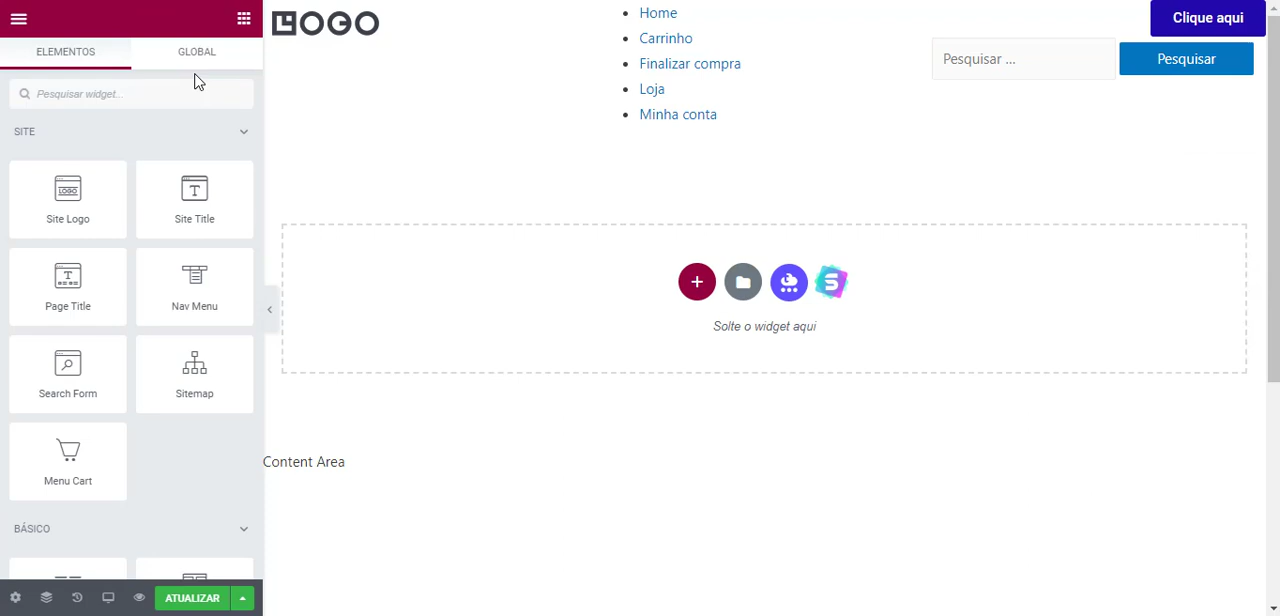 ELEMENTOS
GLOBAL
Pesquisar widget...
SITE
LOGO
Site Logo
T
Site Title
T
Page Title
Nav Menu
Search Form
Sitemap
Menu Cart
BÁSICO
ATUALIZAR
LOGO
Home
Carrinho
Finalizar compra
Loja
Minha conta
Clique aqui
Pesquisar ...
Pesquisar
S
Solte o widget aqui
Content Area